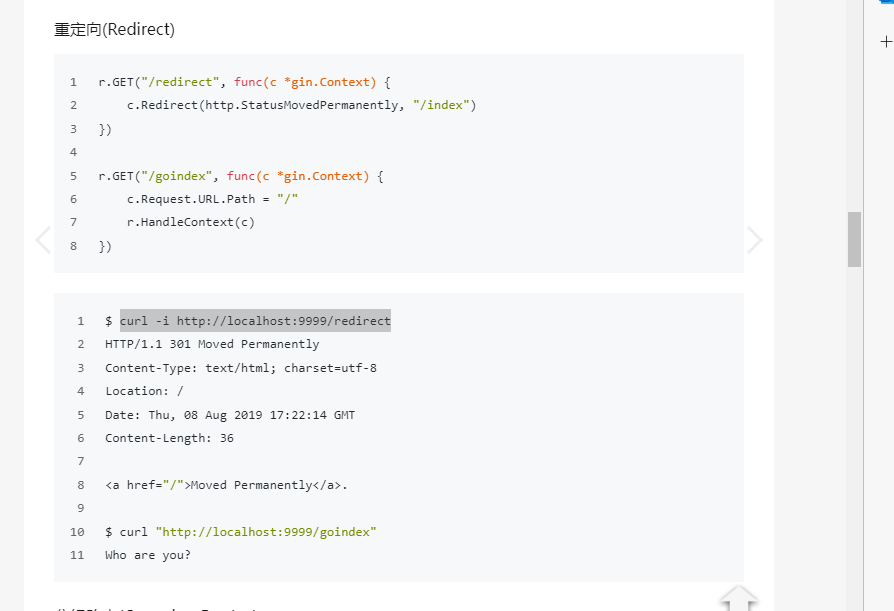 重定向(Redirect)
1 r.GET("/redirect", func(c *gin.Context) {
2     c.Redirect(http.StatusMovedPermanently, "/index")
3 })
4
5 r.GET("/goindex", func(c *gin.Context) {
6     c.Request.URL.Path = "/"
7     r.HandleContext(c)
8 })
1 $ curl -i http://localhost:9999/redirect
2 HTTP/1.1 301 Moved Permanently
3 Content-Type: text/html; charset=utf-8
4 Location: /
5 Date: Thu, 08 Aug 2019 17:22:14 GMT
6 Content-Length: 36
7
8 <a href="/">Moved Permanently</a>.
9
10 $ curl "http://localhost:9999/goindex"
11 Who are you?